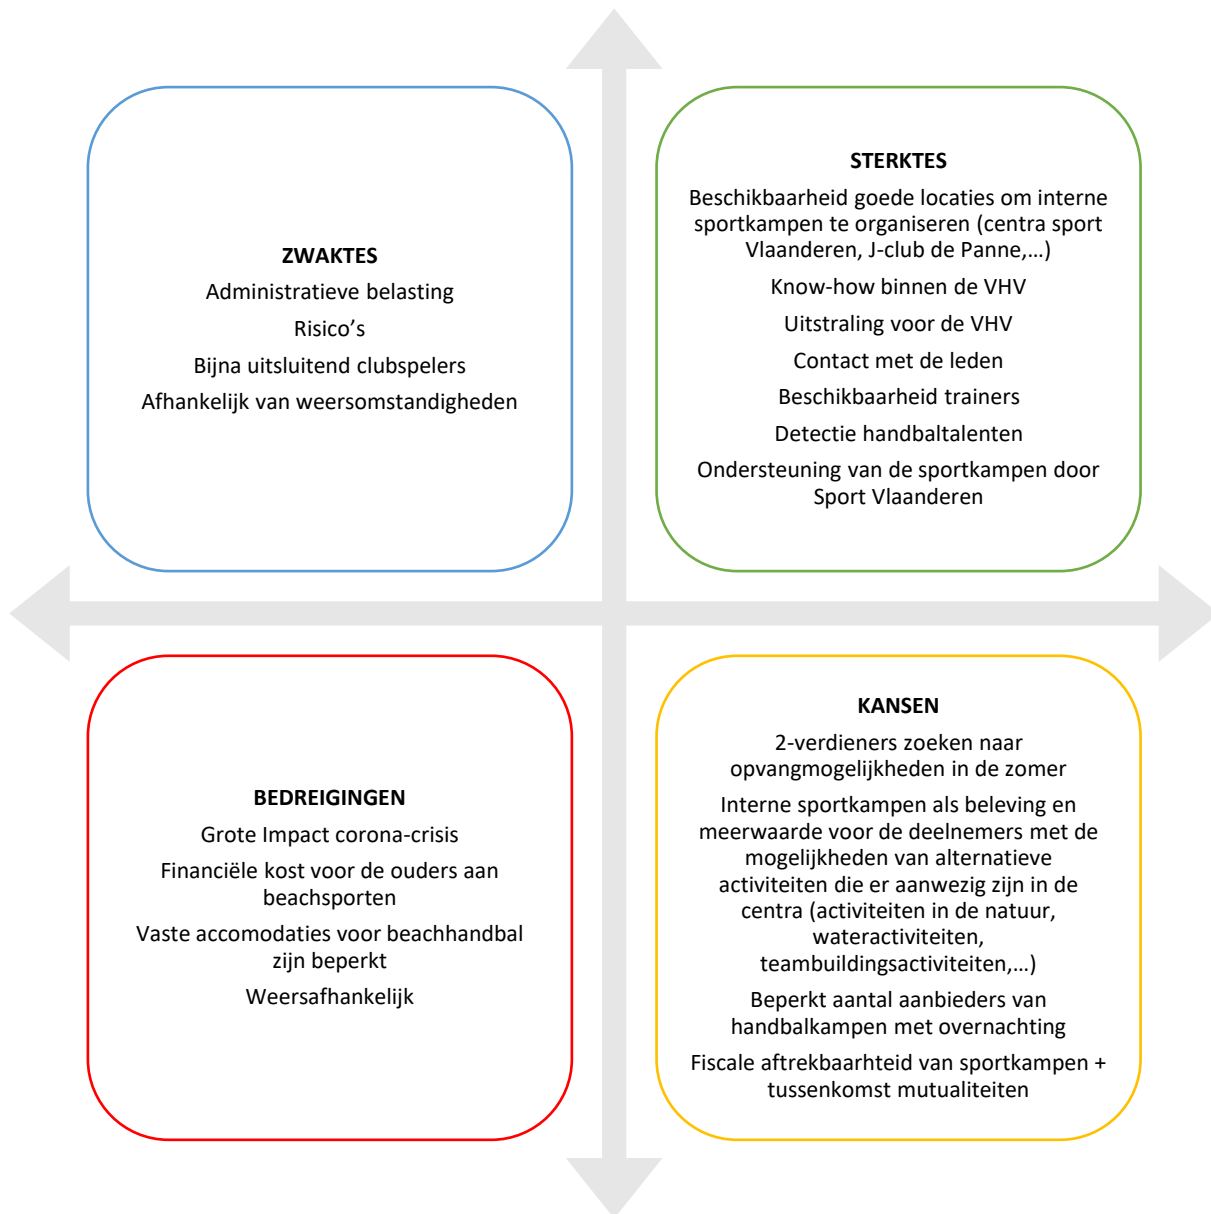 ZWAKTES
Administratieve belasting
Risico’s
Bijna uitsluitend clubspelers
Afhankelijk van weersomstandigheden
STERKTES
Beschikbaarheid goede locaties om interne
sportkampen te organiseren (centra sport
Vlaanderen, J-club de Panne,…)
Know-how binnen de VHV
Uitstraling voor de VHV
Contact met de leden
Beschikbaarheid trainers
Detectie handbaltalenten
Ondersteuning van de sportkampen door
Sport Vlaanderen
BEDREIGINGEN
Grote Impact corona-crisis
Financiële kost voor de ouders aan
beachsporten
Vaste accomodaties voor beachhandbal
zijn beperkt
Weersafhankelijk
KANSEN
2-verdieners zoeken naar
opvangmogelijkheden in de zomer
Interne sportkampen als beleving en
meerwaarde voor de deelnemers met de
mogelijkheden van alternatieve
activiteiten die er aanwezig zijn in de
centra (activiteiten in de natuur,
wateractiviteiten,
teambuildingsactiviteiten,…)
Beperkt aantal aanbieders van
handbalkampen met overnachting
Fiscale aftrekbaarhteid van sportkampen +
tussenkomst mutualiteiten